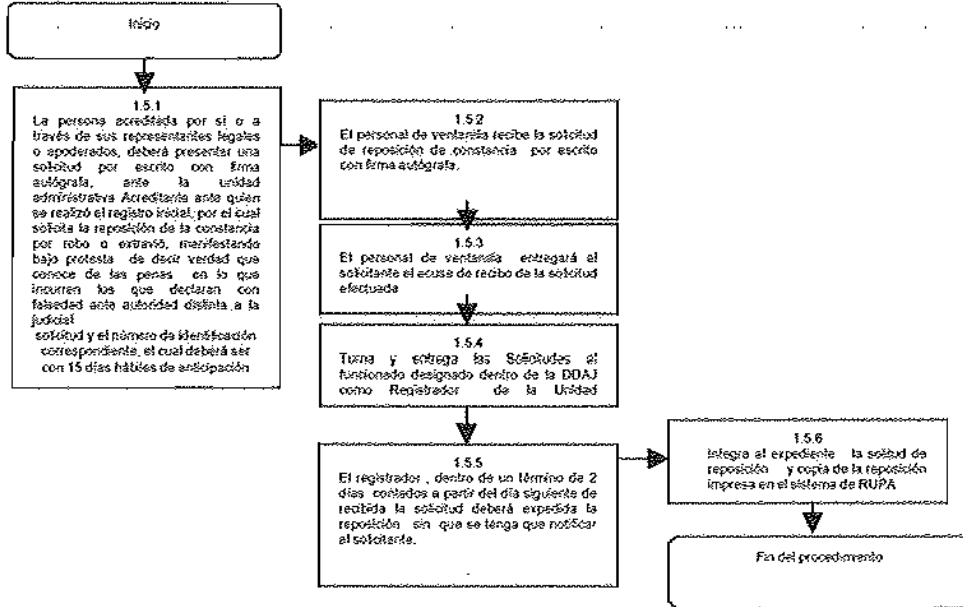 Inicio
1.5.1
La persona acreditada por sí o a
través de sus representantes legales
o apoderados, deberá presentar una
solicitud por escrito con firma
autógrafa, ante la unidad
administrativa Acreditante ante quien
se realizó el registro inicial, por el cual
solicita la reposición de la constancia
por robo o extravió, manifestando
bajo protesta de decir verdad que
conoce de las penas en lo que
incurren los que declaran con
falsedad ante autoridad distinta a la
judicial
solicitud y el número de identificación
correspondiente, el cual deberá ser
con 15 días hábiles de anticipación
1.5.2
El personal de ventanilla recibe la solicitud
de reposición de constancia por escrito
con firma autógrafa.
1.5.3
El personal de ventanilla entregará al
solicitante el acuse de recibo de la solicitud
efectuada
1.5.4
Turna y entrega las Solicitudes al
funcionado designado dentro de la DDAJ
como Registrador de la Unidad
1.5.5
El registrador , dentro de un término de 2
días contados a partir del día siguiente de
recibida la solicitud deberá expedida la
reposición sin que se tenga que notificar
al solicitante.
1.5.6
Integra al expediente la solitud de
reposición y copia de la reposición
impresa en el sistema de RUPA
Fin del procedimiento